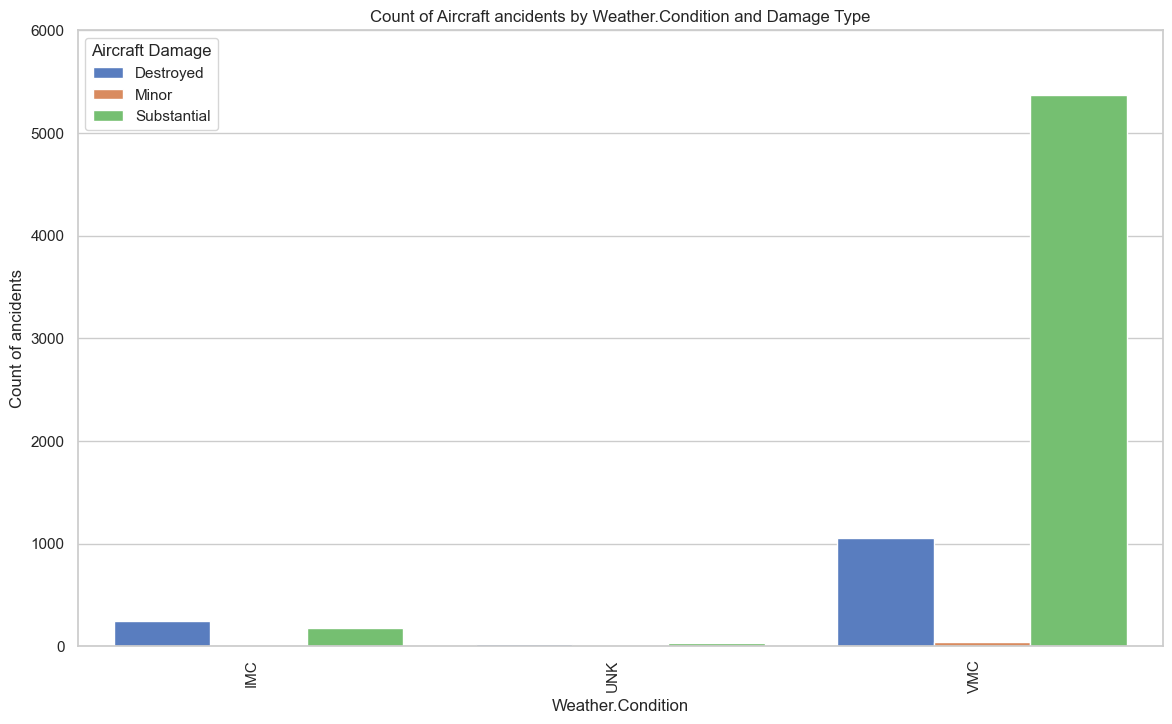 Count of Aircraft ancidents by Weather.Condition and Damage Type
Aircraft Damage
Destroyed
Minor
Substantial
Count of ancidents
6000
5000
4000
3000
2000
1000
0
IMC
UNK
VMC
Weather.Condition